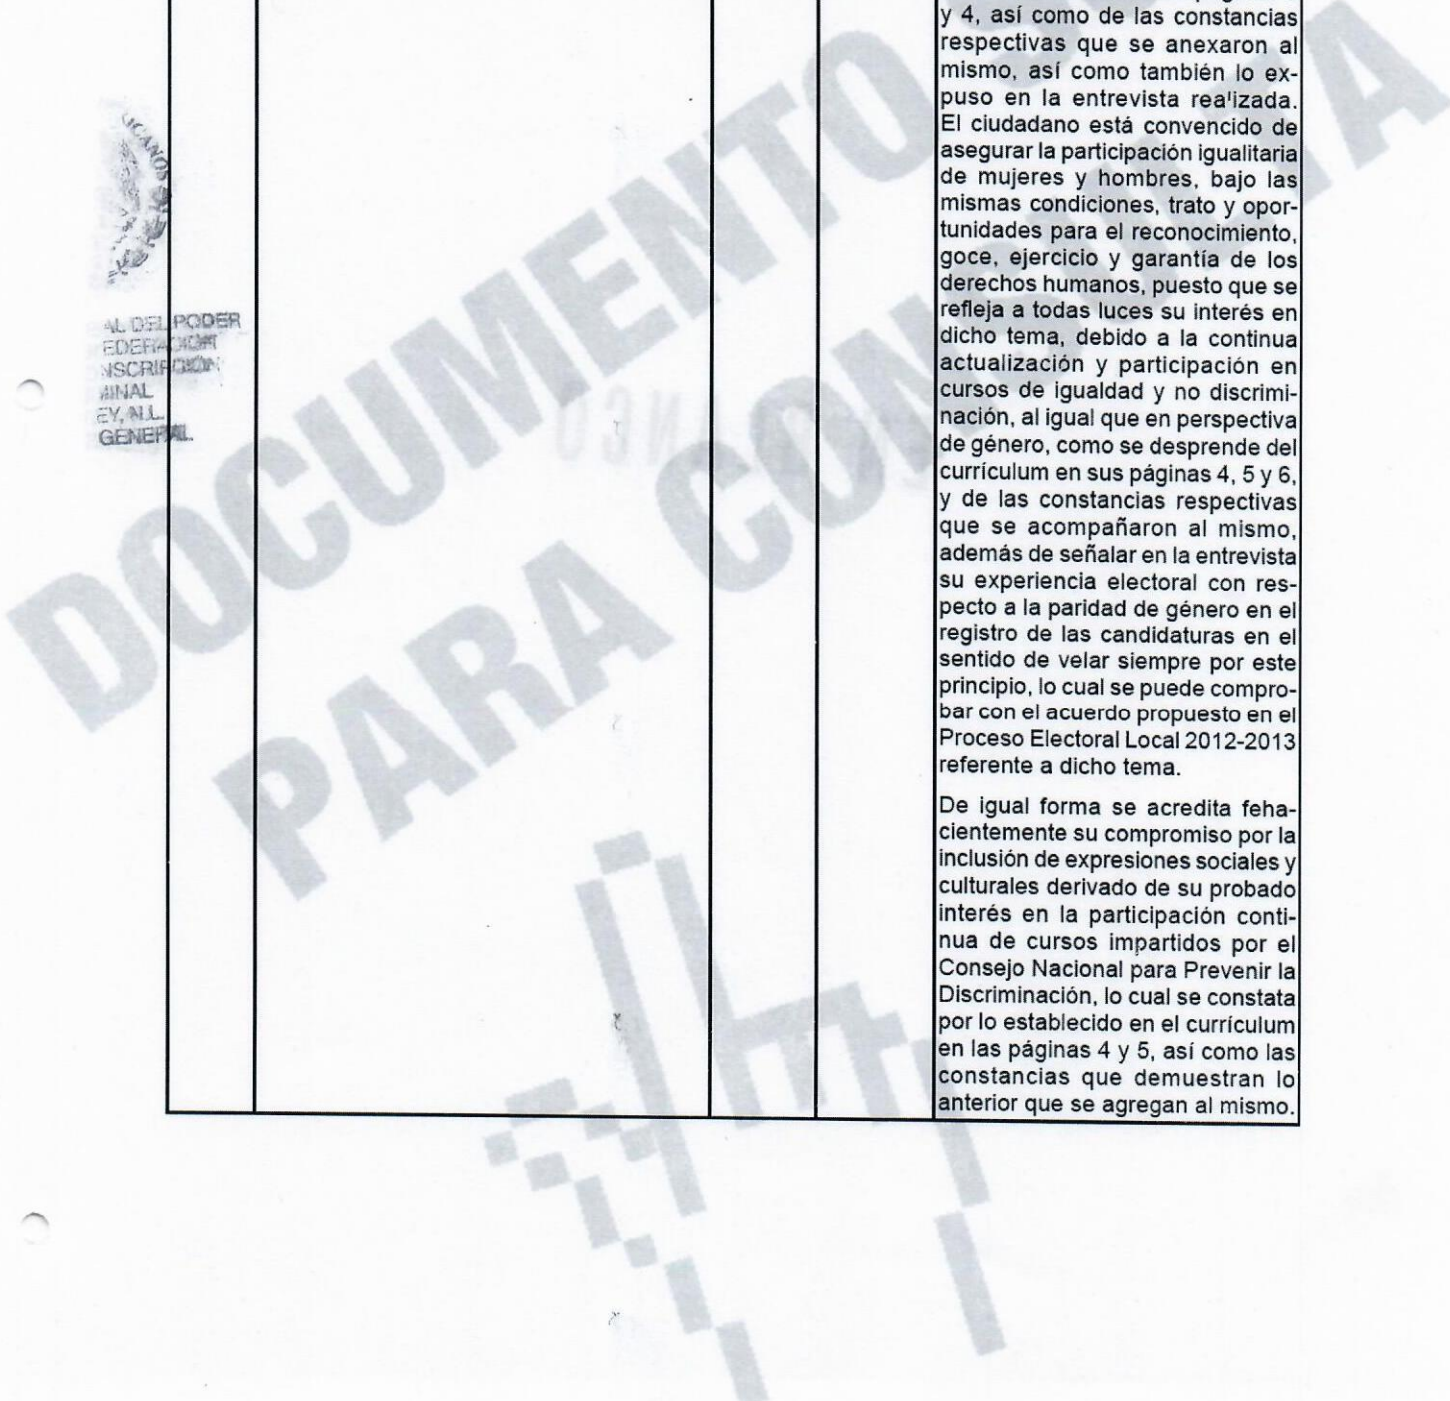 y 4, así como de las constancias
respectivas que se anexaron al
mismo, así como también lo ex-
puso en la entrevista realizada.
El ciudadano está convencido de
asegurar la participación igualitaria
de mujeres y hombres, bajo las
mismas condiciones, trato y opor-
tunidades para el reconocimiento,
goce, ejercicio y garantía de los
derechos humanos, puesto que se
refleja a todas luces su interés en
dicho tema, debido a la continua
actualización y participación en
cursos de igualdad y no discrimi-
nación, al igual que en perspectiva
de género, como se desprende del
currículum en sus páginas 4, 5 y 6,
y de las constancias respectivas
que se acompañaron al mismo,
además de señalar en la entrevista
su experiencia electoral con res-
pecto a la paridad de género en el
registro de las candidaturas en el
sentido de velar siempre por este
principio, lo cual se puede compro-
bar con el acuerdo propuesto en el
Proceso Electoral Local 2012-2013
referente a dicho tema.
De igual forma se acredita feha-
cientemente su compromiso por la
inclusión de expresiones sociales y
culturales derivado de su probado
interés en la participación conti-
nua de cursos impartidos por el
Consejo Nacional para Prevenir la
Discriminación, lo cual se constata
por lo establecido en el currículum
en las páginas 4 y 5, así como las
constancias que demuestran lo
anterior que se agregan al mismo.
AL DEL PODER
GENERAL
DOCUMENTO
PARA CONSULTA